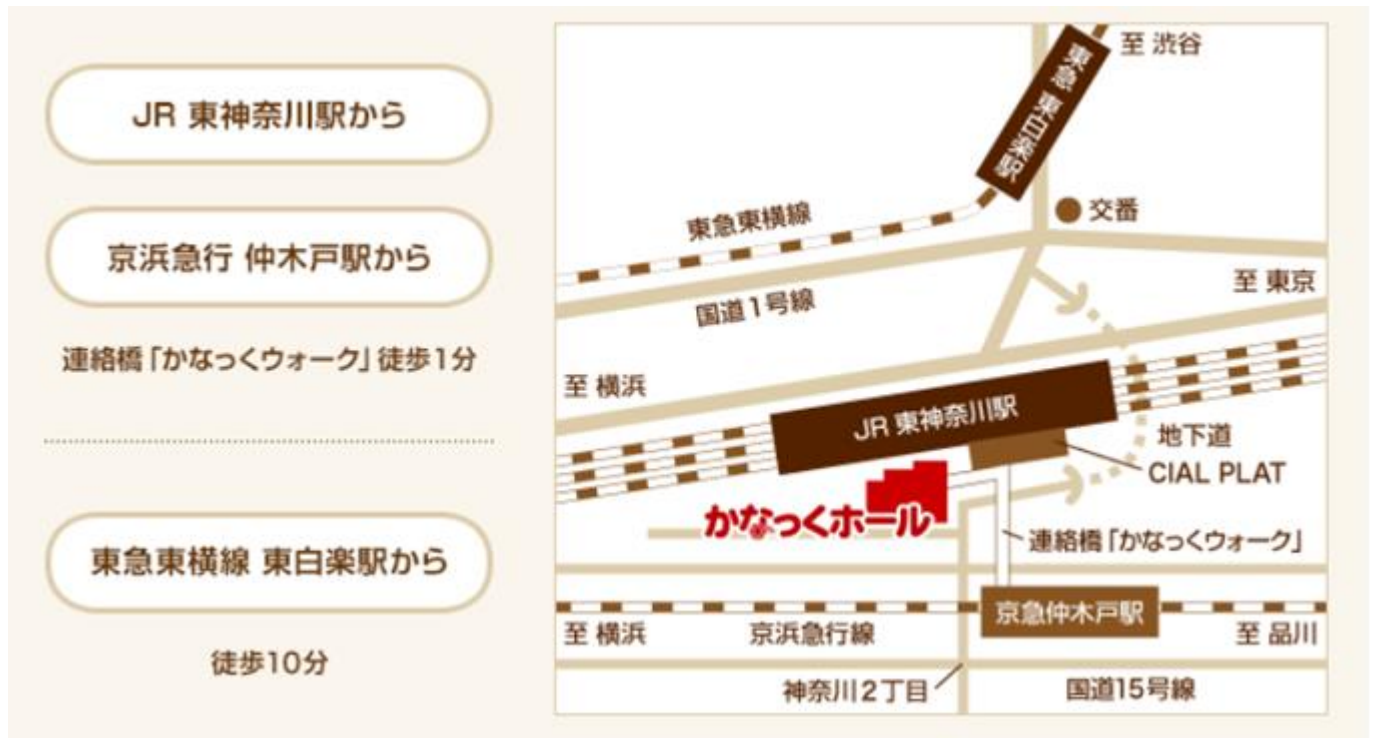 JR 東神奈川駅から
京浜急行 仲木戸駅から
連絡橋「かなっくウォーク」徒歩1分
東急東横線 東白楽駅から
徒歩10分
至 渋谷
東急 東白楽駅
交番
東急東横線
国道1号線
至 東京
至 横浜
JR 東神奈川駅
地下道
CIAL PLAT
かなっくホール
連絡橋「かなっくウォーク」
京急仲木戸駅
至 横浜
京浜急行線
至 品川
神奈川2丁目
国道15号線